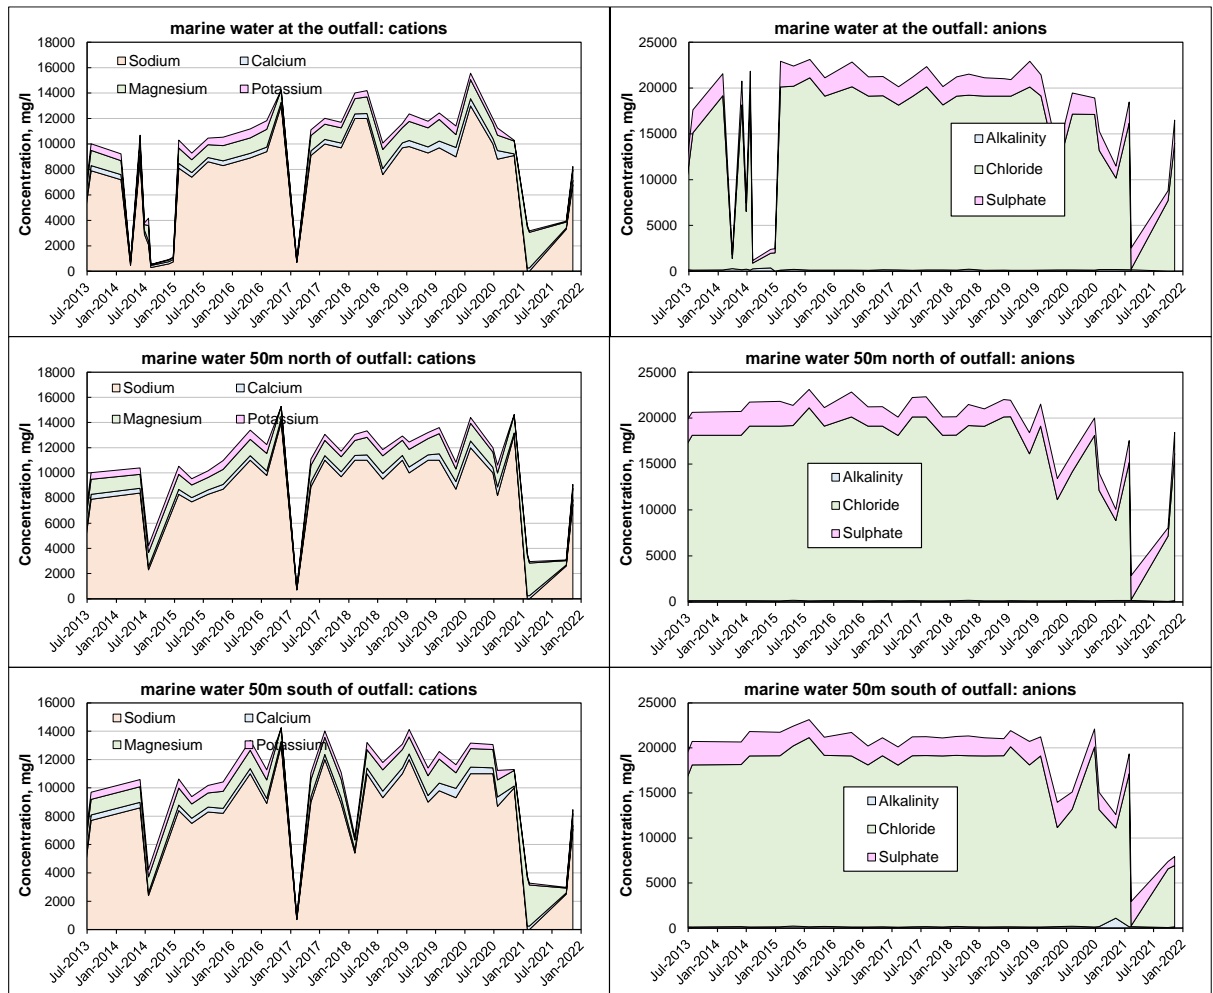 marine water at the outfall: cations
Concentration, mg/l
18000
16000
14000
12000
10000
8000
6000
4000
2000
0
Sodium Calcium
Magnesium Potassium
Jul-2013 Jan-2014 Jul-2014 Jan-2015 Jul-2015 Jan-2016 Jul-2016 Jan-2017 Jul-2017 Jan-2018 Jul-2018 Jan-2019 Jul-2019 Jan-2020 Jul-2020 Jan-2021 Jul-2021 Jan-2022
marine water at the outfall: anions
Concentration, mg/l
25000
20000
15000
10000
5000
0
Alkalinity
Chloride
Sulphate
Jul-2013 Jan-2014 Jul-2014 Jan-2015 Jul-2015 Jan-2016 Jul-2016 Jan-2017 Jul-2017 Jan-2018 Jul-2018 Jan-2019 Jul-2019 Jan-2020 Jul-2020 Jan-2021 Jul-2021 Jan-2022
marine water 50m north of outfall: cations
Concentration, mg/l
18000
16000
14000
12000
10000
8000
6000
4000
2000
0
Sodium Calcium
Magnesium Potassium
Jul-2013 Jan-2014 Jul-2014 Jan-2015 Jul-2015 Jan-2016 Jul-2016 Jan-2017 Jul-2017 Jan-2018 Jul-2018 Jan-2019 Jul-2019 Jan-2020 Jul-2020 Jan-2021 Jul-2021 Jan-2022
marine water 50m north of outfall: anions
Concentration, mg/l
25000
20000
15000
10000
5000
0
Alkalinity
Chloride
Sulphate
Jul-2013 Jan-2014 Jul-2014 Jan-2015 Jul-2015 Jan-2016 Jul-2016 Jan-2017 Jul-2017 Jan-2018 Jul-2018 Jan-2019 Jul-2019 Jan-2020 Jul-2020 Jan-2021 Jul-2021 Jan-2022
marine water 50m south of outfall: cations
Concentration, mg/l
16000
14000
12000
10000
8000
6000
4000
2000
0
Sodium Calcium
Magnesium Potassium
Jul-2013 Jan-2014 Jul-2014 Jan-2015 Jul-2015 Jan-2016 Jul-2016 Jan-2017 Jul-2017 Jan-2018 Jul-2018 Jan-2019 Jul-2019 Jan-2020 Jul-2020 Jan-2021 Jul-2021 Jan-2022
marine water 50m south of outfall: anions
Concentration, mg/l
25000
20000
15000
10000
5000
0
Alkalinity
Chloride
Sulphate
Jul-2013 Jan-2014 Jul-2014 Jan-2015 Jul-2015 Jan-2016 Jul-2016 Jan-2017 Jul-2017 Jan-2018 Jul-2018 Jan-2019 Jul-2019 Jan-2020 Jul-2020 Jan-2021 Jul-2021 Jan-2022